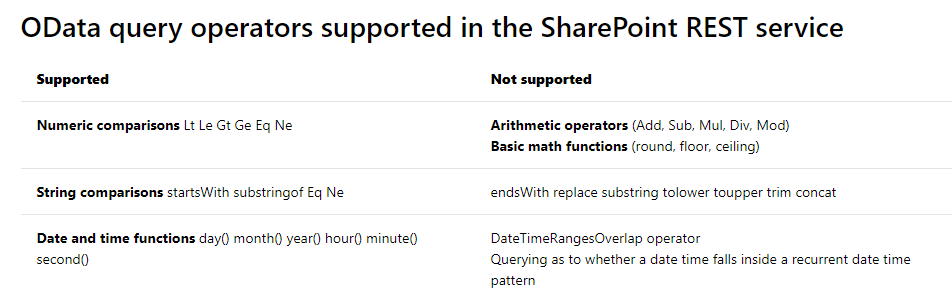 OData query operators supported in the SharePoint REST service
Supported
Not supported
Numeric comparisons Lt Le Gt Ge Eq Ne
Arithmetic operators (Add, Sub, Mul, Div, Mod)
Basic math functions (round, floor, ceiling)
String comparisons startsWith substringof Eq Ne
endsWith replace substring tolower toupper trim concat
Date and time functions day() month() year() hour() minute()
second()
DateTimeRangesOverlap operator
Querying as to whether a date time falls inside a recurrent date time
pattern